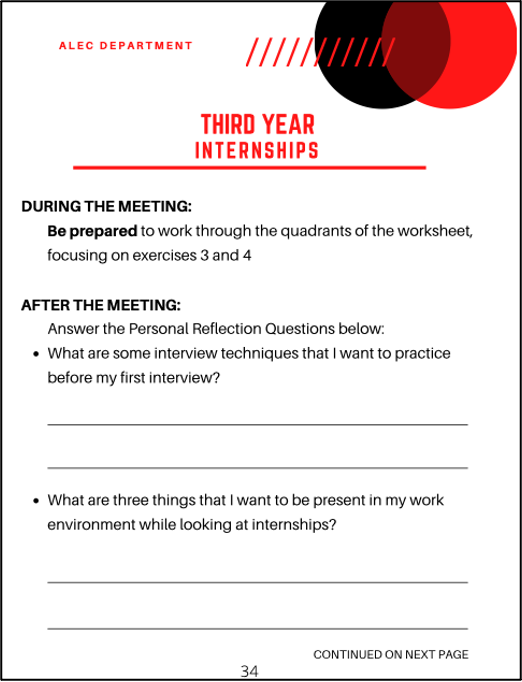 ALEC DEPARTMENT
THIRD YEAR
INTERNSHIPS
DURING THE MEETING:
Be prepared to work through the quadrants of the worksheet,
focusing on exercises 3 and 4
AFTER THE MEETING:
Answer the Personal Reflection Questions below:
• What are some interview techniques that I want to practice
before my first interview?
• What are three things that I want to be present in my work
environment while looking at internships?
CONTINUED ON NEXT PAGE
34